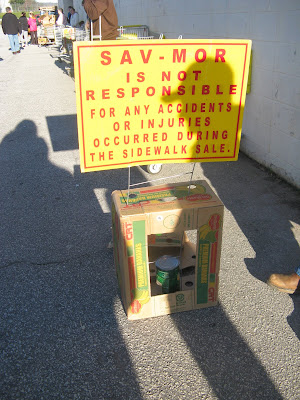 SAV-MOR
IS NOT
RESPONSIBLE
FOR ANY ACCIDENTS
OR INJURIES
OCCURRED DURING
THE SIDEWALK SALE.